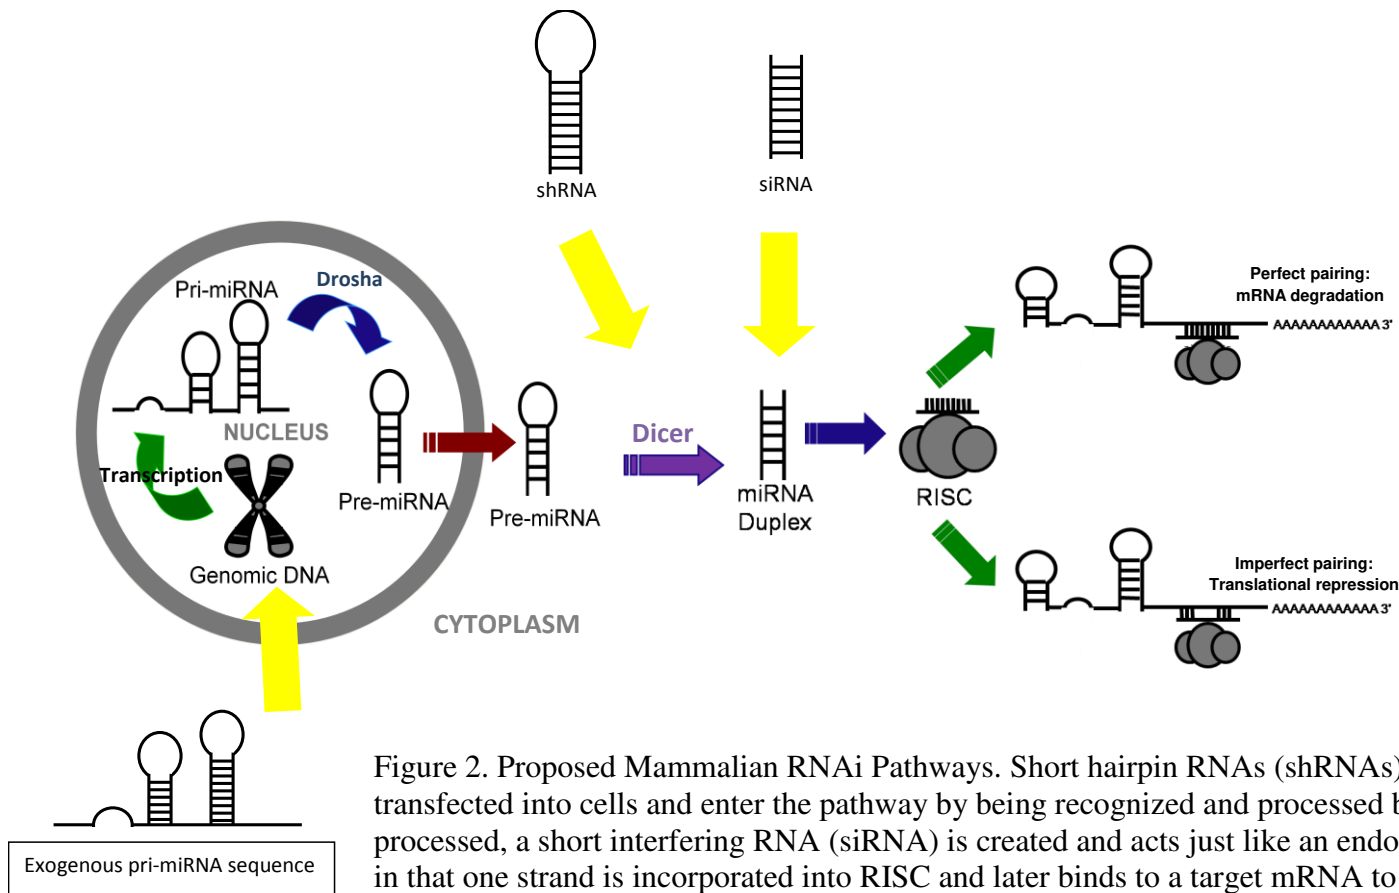 shRNA
siRNA
Pri-miRNA
Drosha
NUCLEUS
Transcription
Genomic DNA
Pre-miRNA
Pre-miRNA
CYTOPLASM
Dicer
miRNA
Duplex
RISC
Perfect pairing:
mRNA degradation
AAAAAAAAAAAA 3'
Imperfect pairing:
Translational repression
AAAAAAAAAAAA 3'
Exogenous pri-miRNA sequence
Figure 2. Proposed Mammalian RNAi Pathways. Short hairpin RNAs (shRNAs)
transfected into cells and enter the pathway by being recognized and processed
processed, a short interfering RNA (siRNA) is created and acts just like an
in that one strand is incorporated into RISC and later binds to a target mRNA to